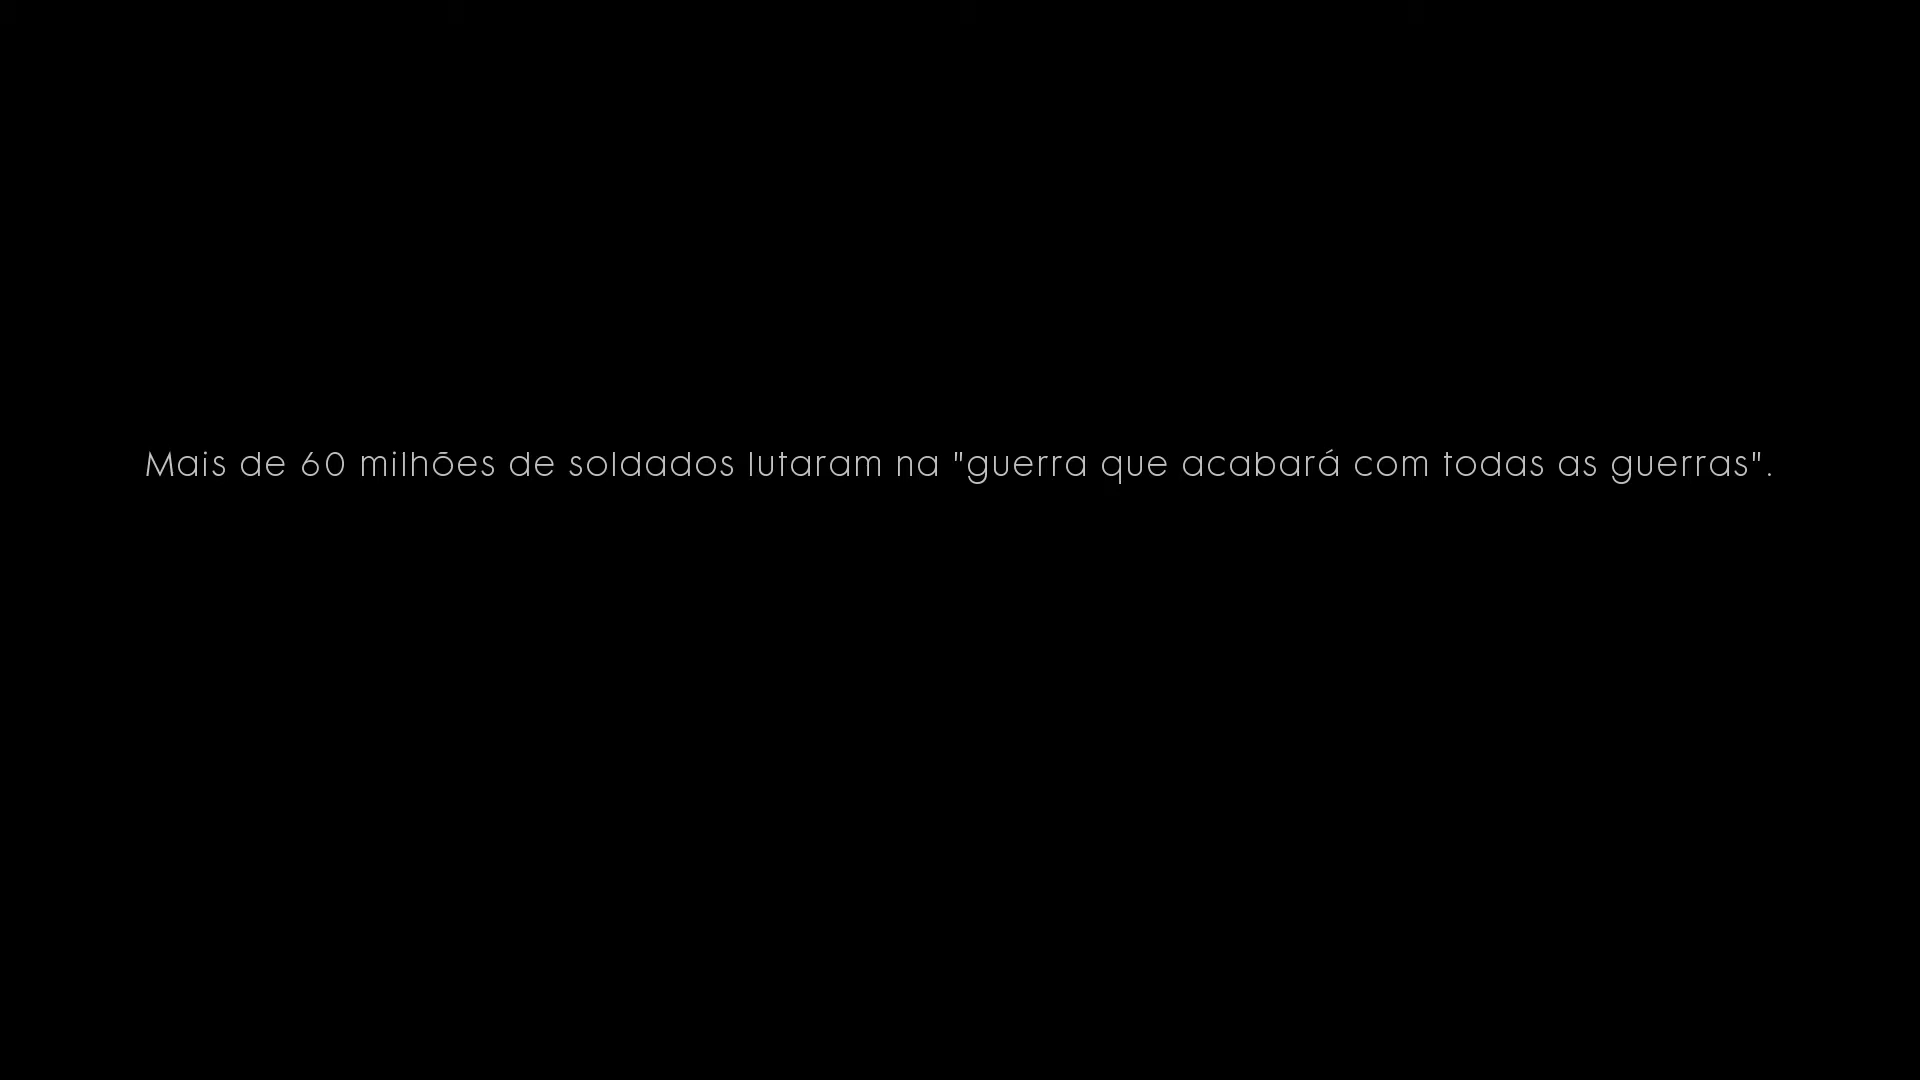 Mais de 60 milhões de soldados lutaram na "guerra que acabará com todas as guerras".